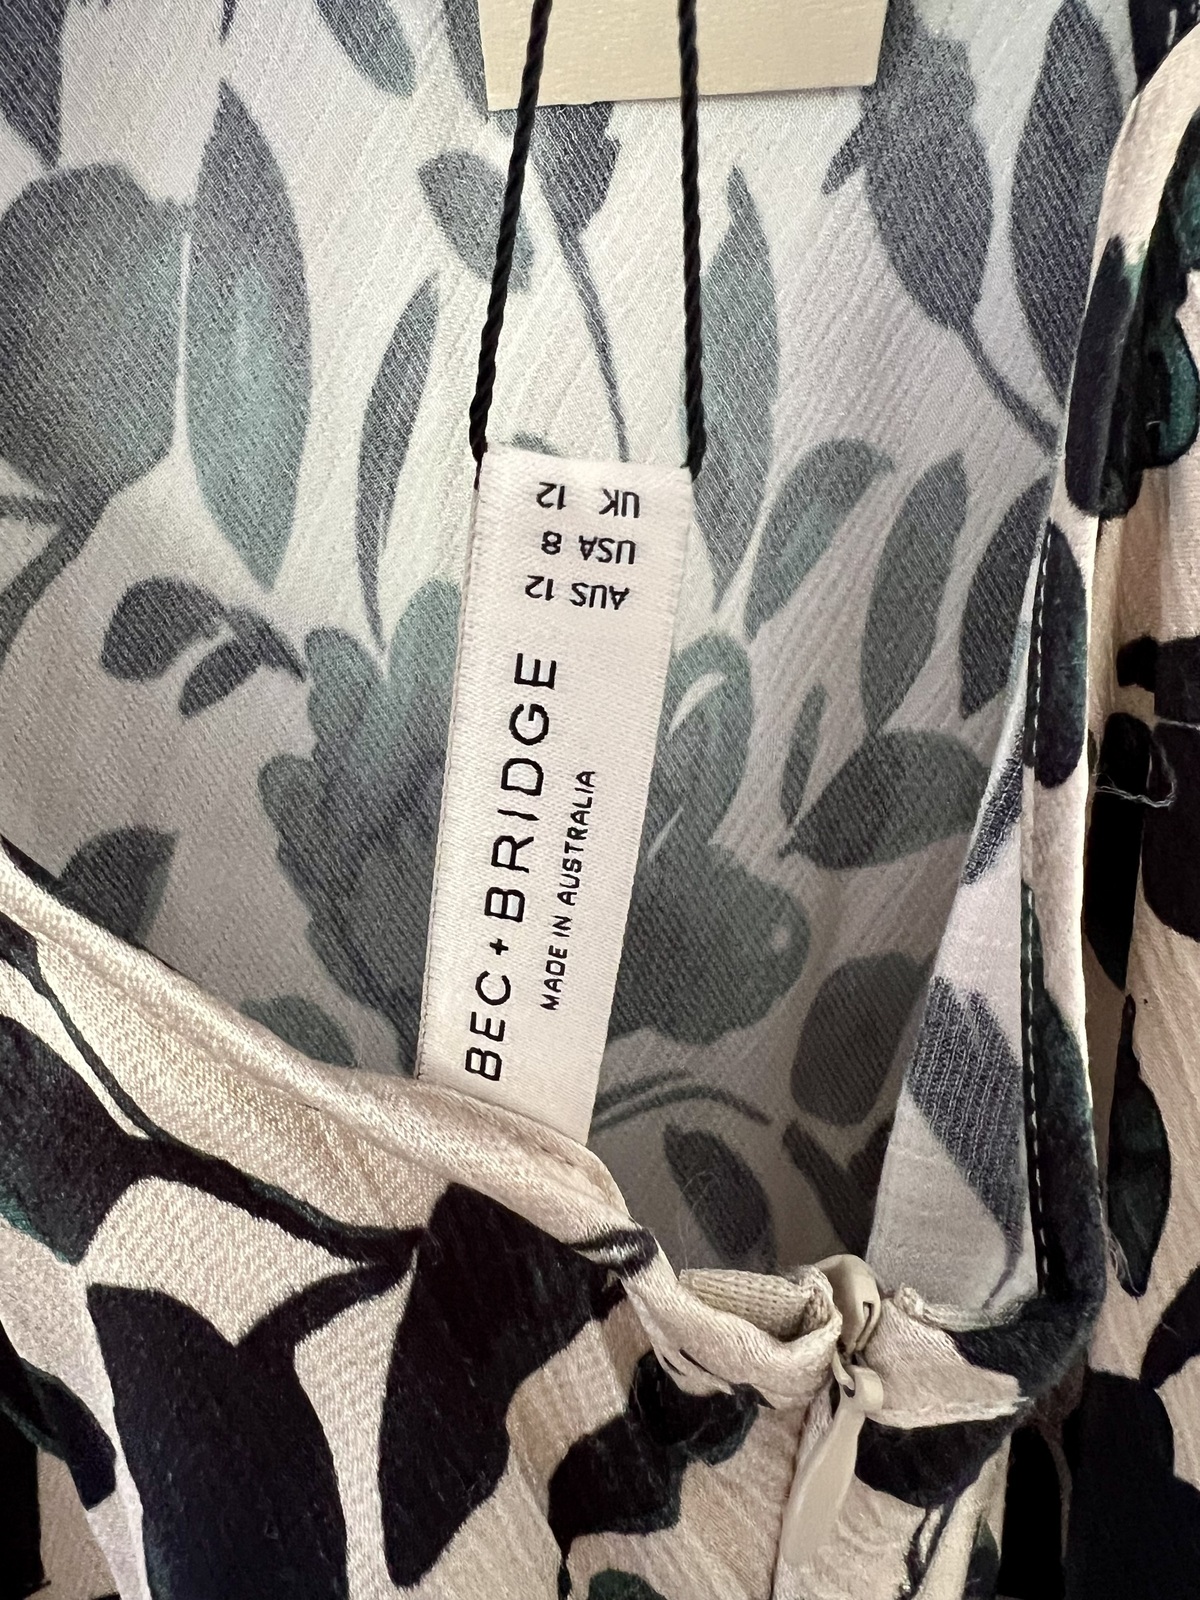 BEC + BRIDGE
MADE IN AUSTRALIA
AUS 12
USA 8
UK 12